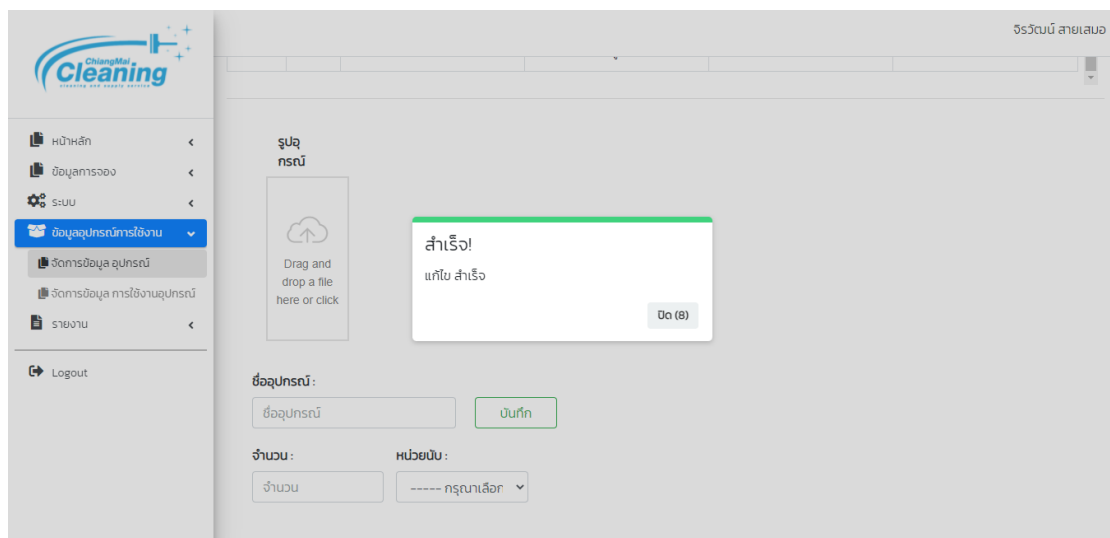 จิรวัฒน์ สายเสมอ
ChiangMai
Cleaning
cleaning and supply service
หน้าหลัก
ข้อมูลการจอง
ระบบ
ข้อมูลอุปกรณ์การใช้งาน
จัดการข้อมูล อุปกรณ์
จัดการข้อมูล การใช้งานอุปกรณ์
รายงาน
Logout
รูปอุ
กรณ์
Drag and
drop a file
here or click
สำเร็จ!
แก้ไข สำเร็จ
ปิด (8)
ชื่ออุปกรณ์ :
ชื่ออุปกรณ์
บันทึก
จำนวน :
หน่วยนับ :
จำนวน
----- กรุณาเลือก